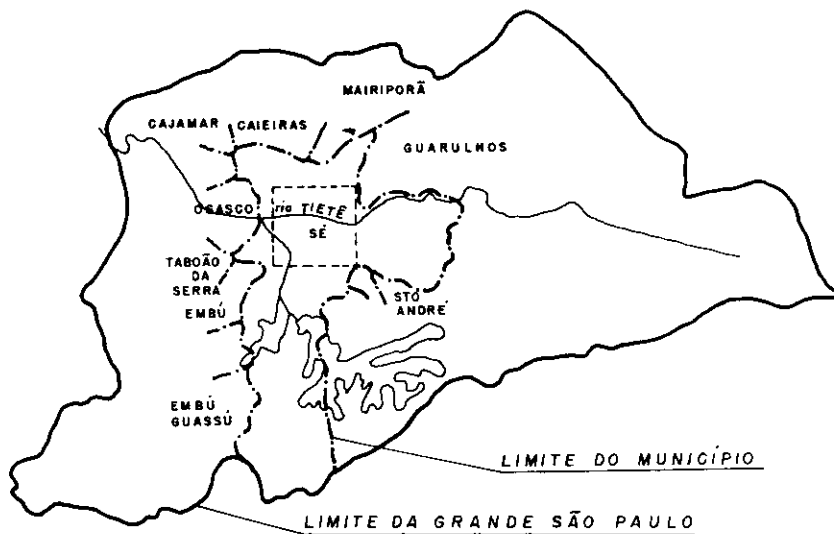 MAIRIPORÃ
CAJAMAR CAIEIRAS
GUARULHOS
OSASCO rio TIETÊ
SÉ
TABOÃO
DA
SERRA
STO
ANDRÉ
EMBÚ
EMBÚ
GUASSÚ
LIMITE DO MUNICÍPIO
LIMITE DA GRANDE SÃO PAULO